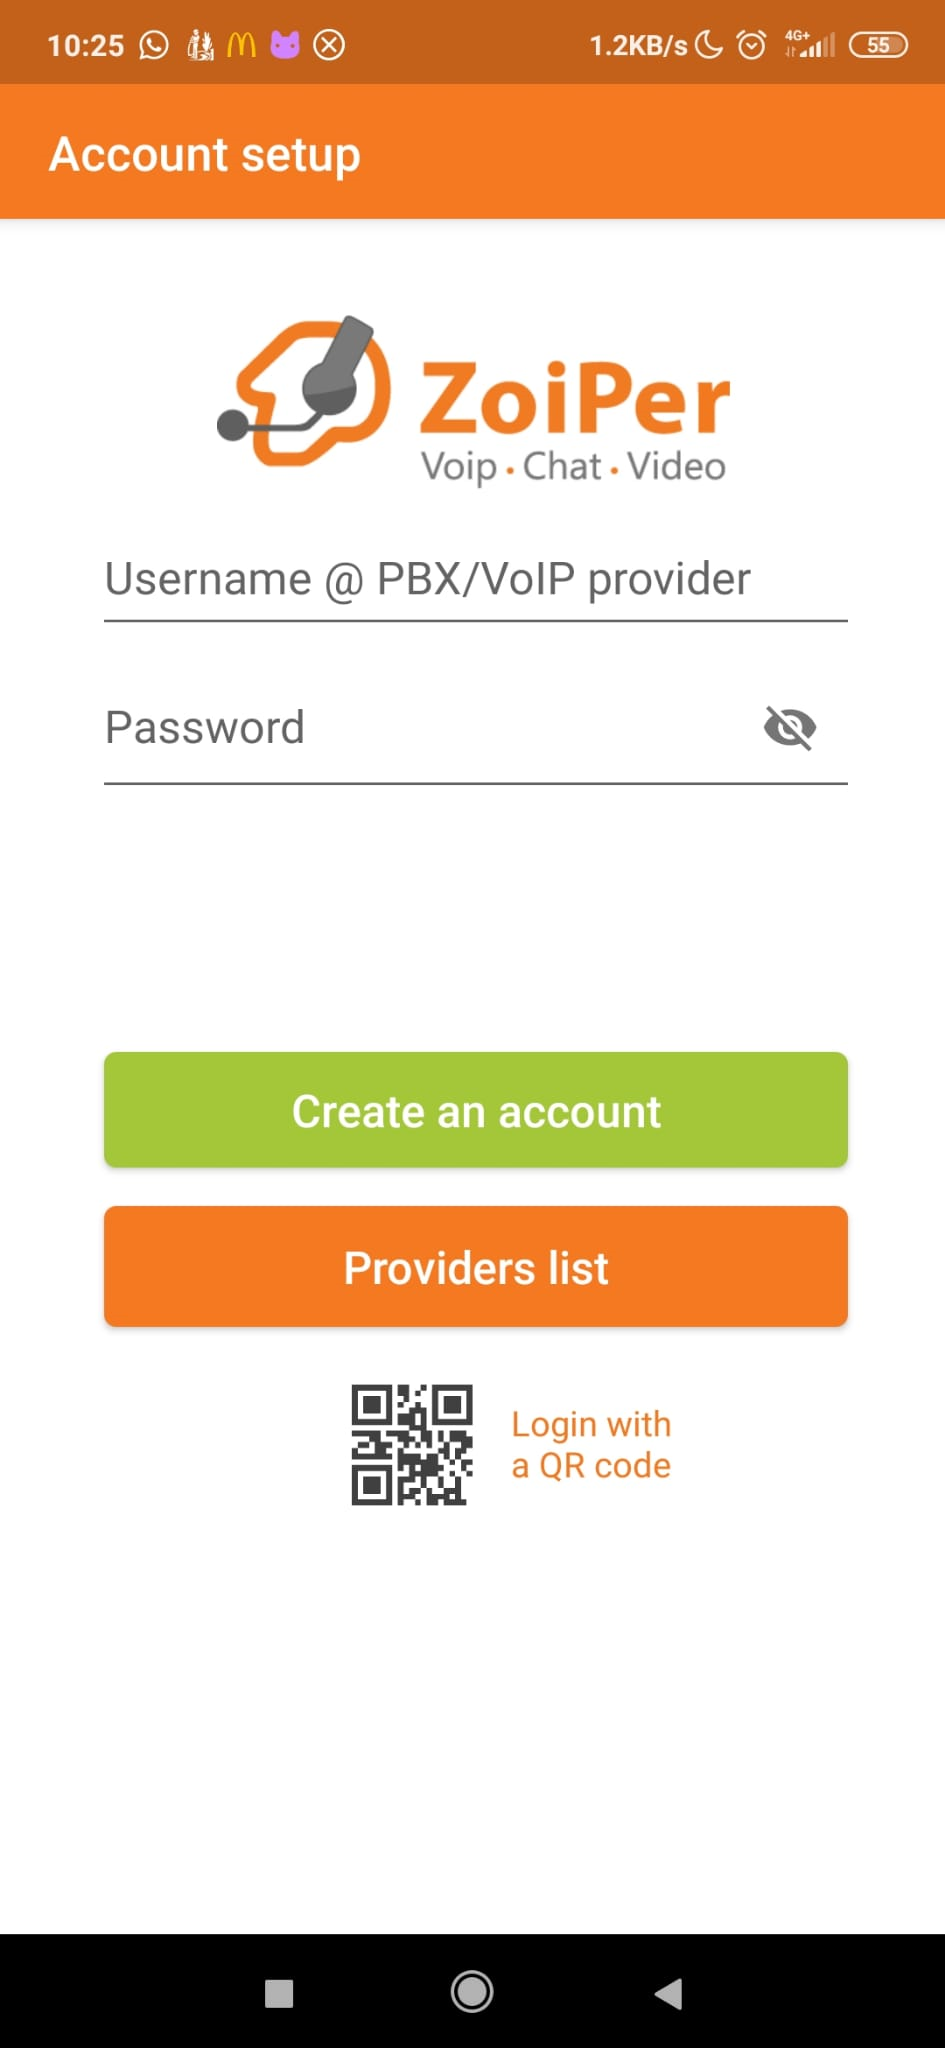 10:25 1.2KB/s 4G+ 55
Account setup
ZoiPer
Voip • Chat • Video
Username @ PBX/VoIP provider
Password
Create an account
Providers list
Login with
a QR code